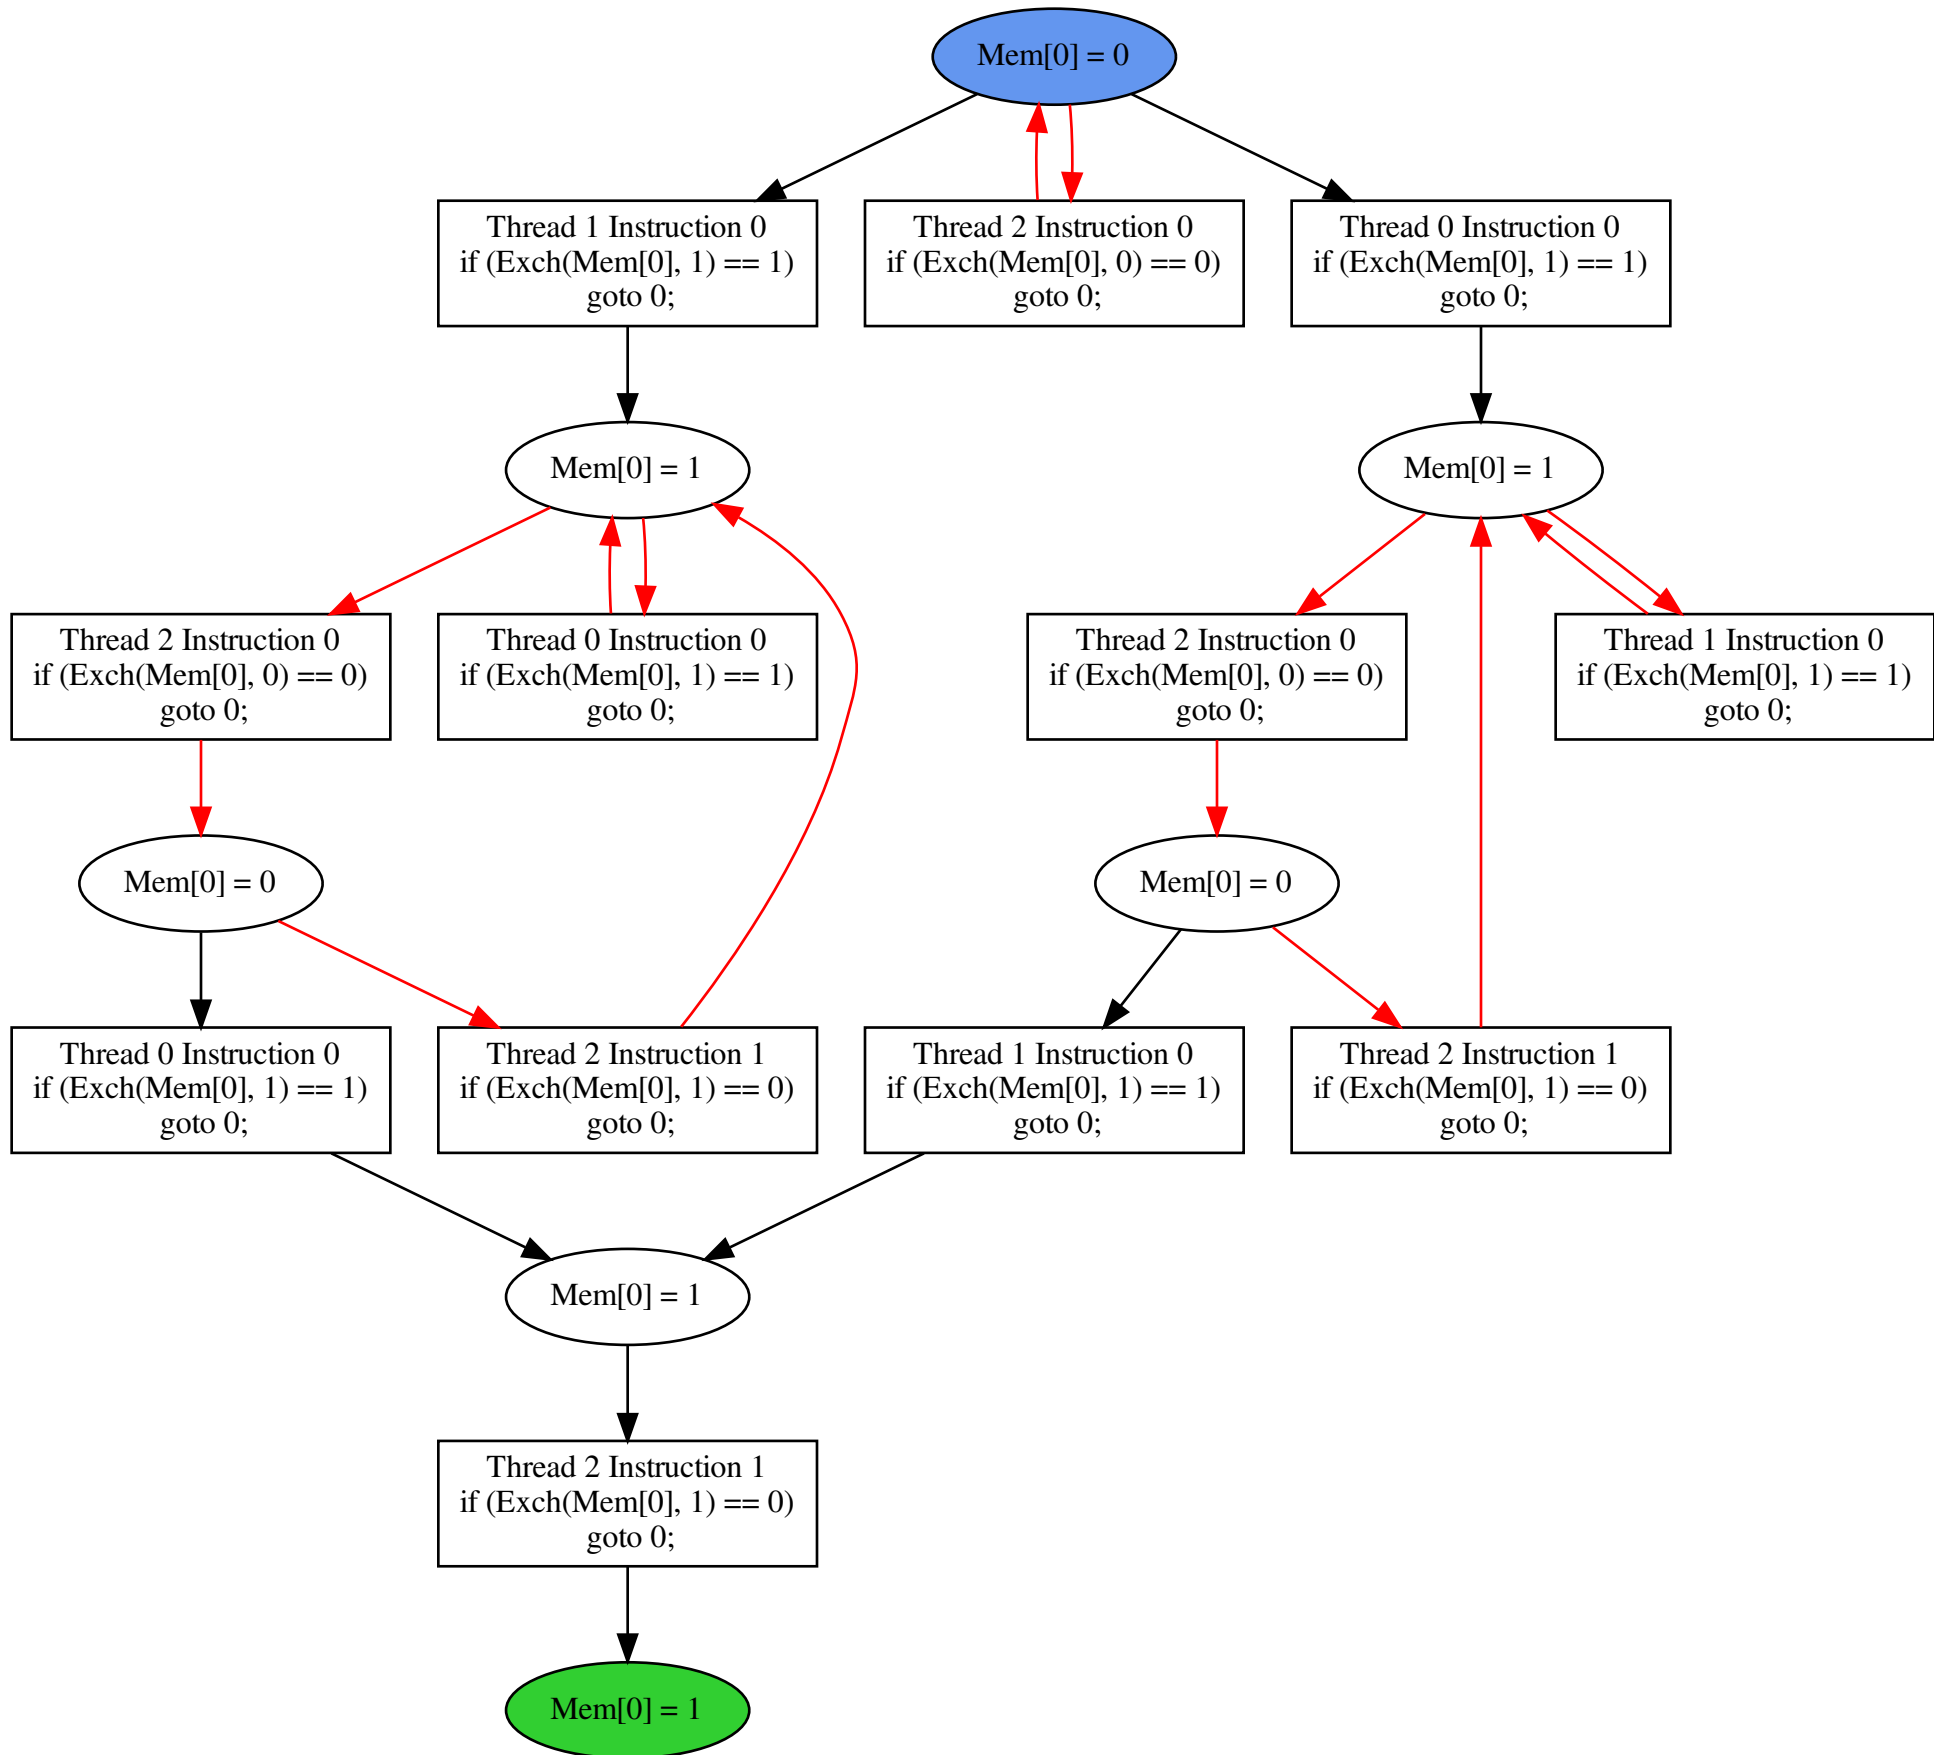 Mem[0] = 0
Thread 1 Instruction 0
if (Exch(Mem[0], 1) == 1)
goto 0;
Thread 2 Instruction 0
if (Exch(Mem[0], 0) == 0)
goto 0;
Thread 0 Instruction 0
if (Exch(Mem[0], 1) == 1)
goto 0;
Mem[0] = 1
Mem[0] = 1
Thread 2 Instruction 0
if (Exch(Mem[0], 0) == 0)
goto 0;
Thread 0 Instruction 0
if (Exch(Mem[0], 1) == 1)
goto 0;
Thread 2 Instruction 0
if (Exch(Mem[0], 0) == 0)
goto 0;
Thread 1 Instruction 0
if (Exch(Mem[0], 1) == 1)
goto 0;
Mem[0] = 0
Mem[0] = 0
Thread 0 Instruction 0
if (Exch(Mem[0], 1) == 1)
goto 0;
Thread 2 Instruction 1
if (Exch(Mem[0], 1) == 0)
goto 0;
Thread 1 Instruction 0
if (Exch(Mem[0], 1) == 1)
goto 0;
Thread 2 Instruction 1
if (Exch(Mem[0], 1) == 0)
goto 0;
Mem[0] = 1
Thread 2 Instruction 1
if (Exch(Mem[0], 1) == 0)
goto 0;
Mem[0] = 1